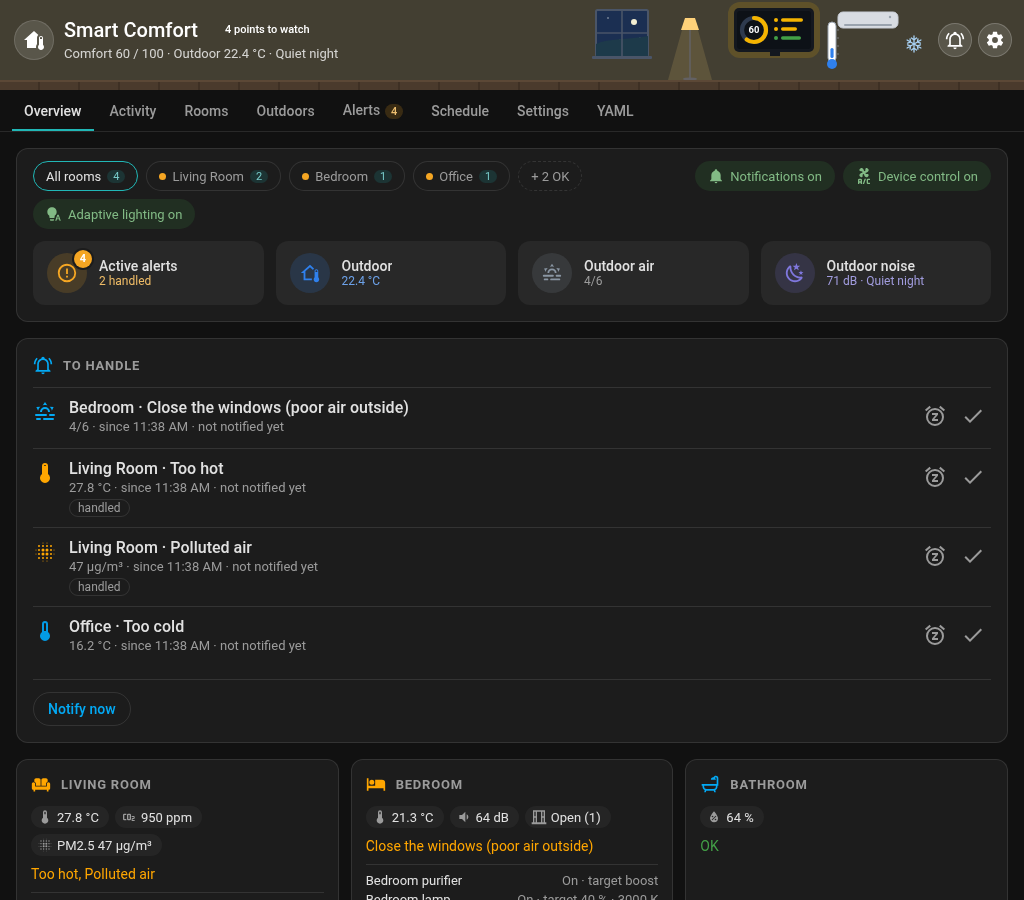 Smart Comfort 4 points to watch
Comfort 60 / 100 · Outdoor 22.4 °C · Quiet night
60
Overview Activity Rooms Outdoors Alerts 4 Schedule Settings YAML
All rooms 4 Living Room 2 Bedroom 1 Office 1 + 2 OK Notifications on A/C Device control on
A Adaptive lighting on
4
Active alerts
2 handled
Outdoor
22.4 °C
Outdoor air
4/6
Outdoor noise
71 dB · Quiet night
TO HANDLE
Bedroom · Close the windows (poor air outside)
4/6 · since 11:38 AM · not notified yet
Living Room · Too hot
27.8 °C · since 11:38 AM · not notified yet
handled
Living Room · Polluted air
47 µg/m³ · since 11:38 AM · not notified yet
handled
Office · Too cold
16.2 °C · since 11:38 AM · not notified yet
Notify now
LIVING ROOM
27.8 °C CO₂ 950 ppm
PM2.5 47 µg/m³
Too hot, Polluted air
BEDROOM
21.3 °C 64 dB Open (1)
Close the windows (poor air outside)
Bedroom purifier On · target boost
Bedroom lamp On · target 40 % · 3000 K
BATHROOM
64 %
OK